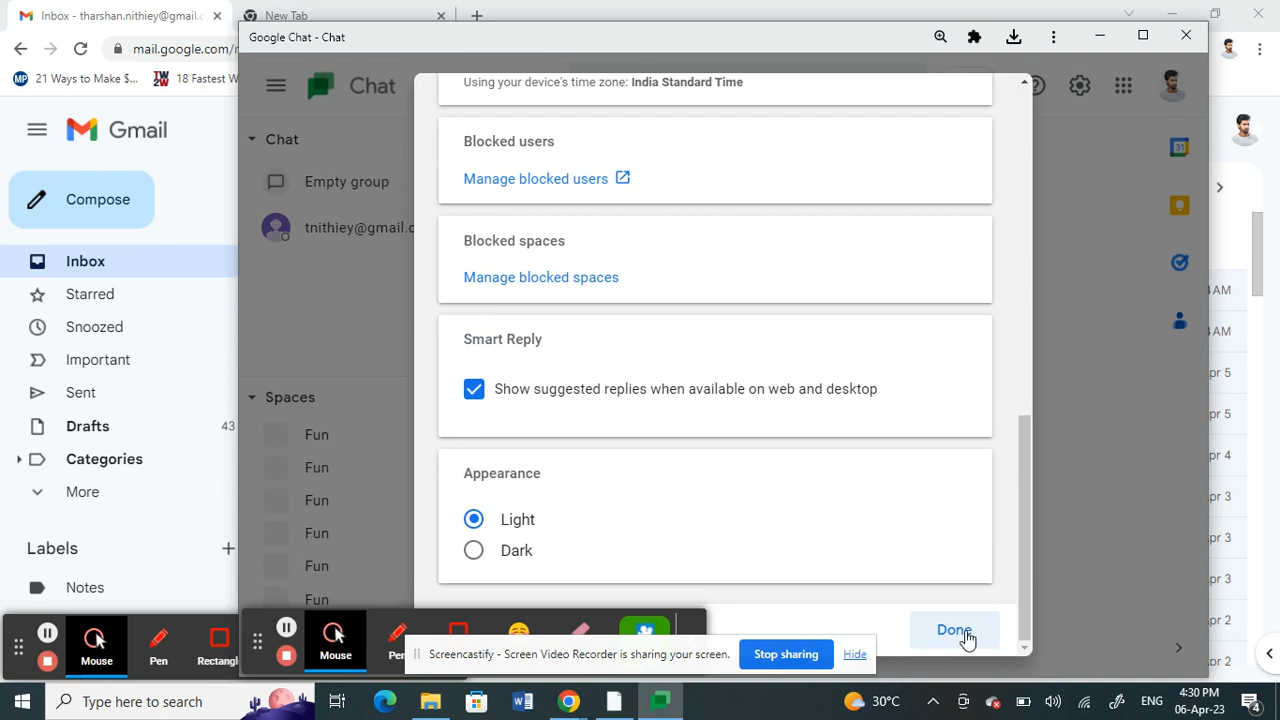 Inbox - tharshan.nithiey@gmail.c
New Tab
mail.google.com/
21 Ways to Make $...
18 Fastest W
Gmail
Compose
Inbox
Starred
Snoozed
Important
Sent
Drafts 43
Categories
More
Labels
Notes
Google Chat - Chat
Chat
Chat
Empty group
tnithiey@gmail.c
Spaces
Fun
Fun
Fun
Fun
Fun
Fun
Using your device's time zone: India Standard Time
Blocked users
Manage blocked users
Blocked spaces
Manage blocked spaces
Smart Reply
Show suggested replies when available on web and desktop
Appearance
Light
Dark
Done
AM
AM
pr 5
pr 5
pr 4
pr 3
pr 3
pr 3
pr 2
pr 2
Mouse
Pen
Rectangl
Mouse
Pen
Screencastify - Screen Video Recorder is sharing your screen.
Stop sharing
Hide
Type here to search
30°C
ENG
4:30 PM
06-Apr-23
4